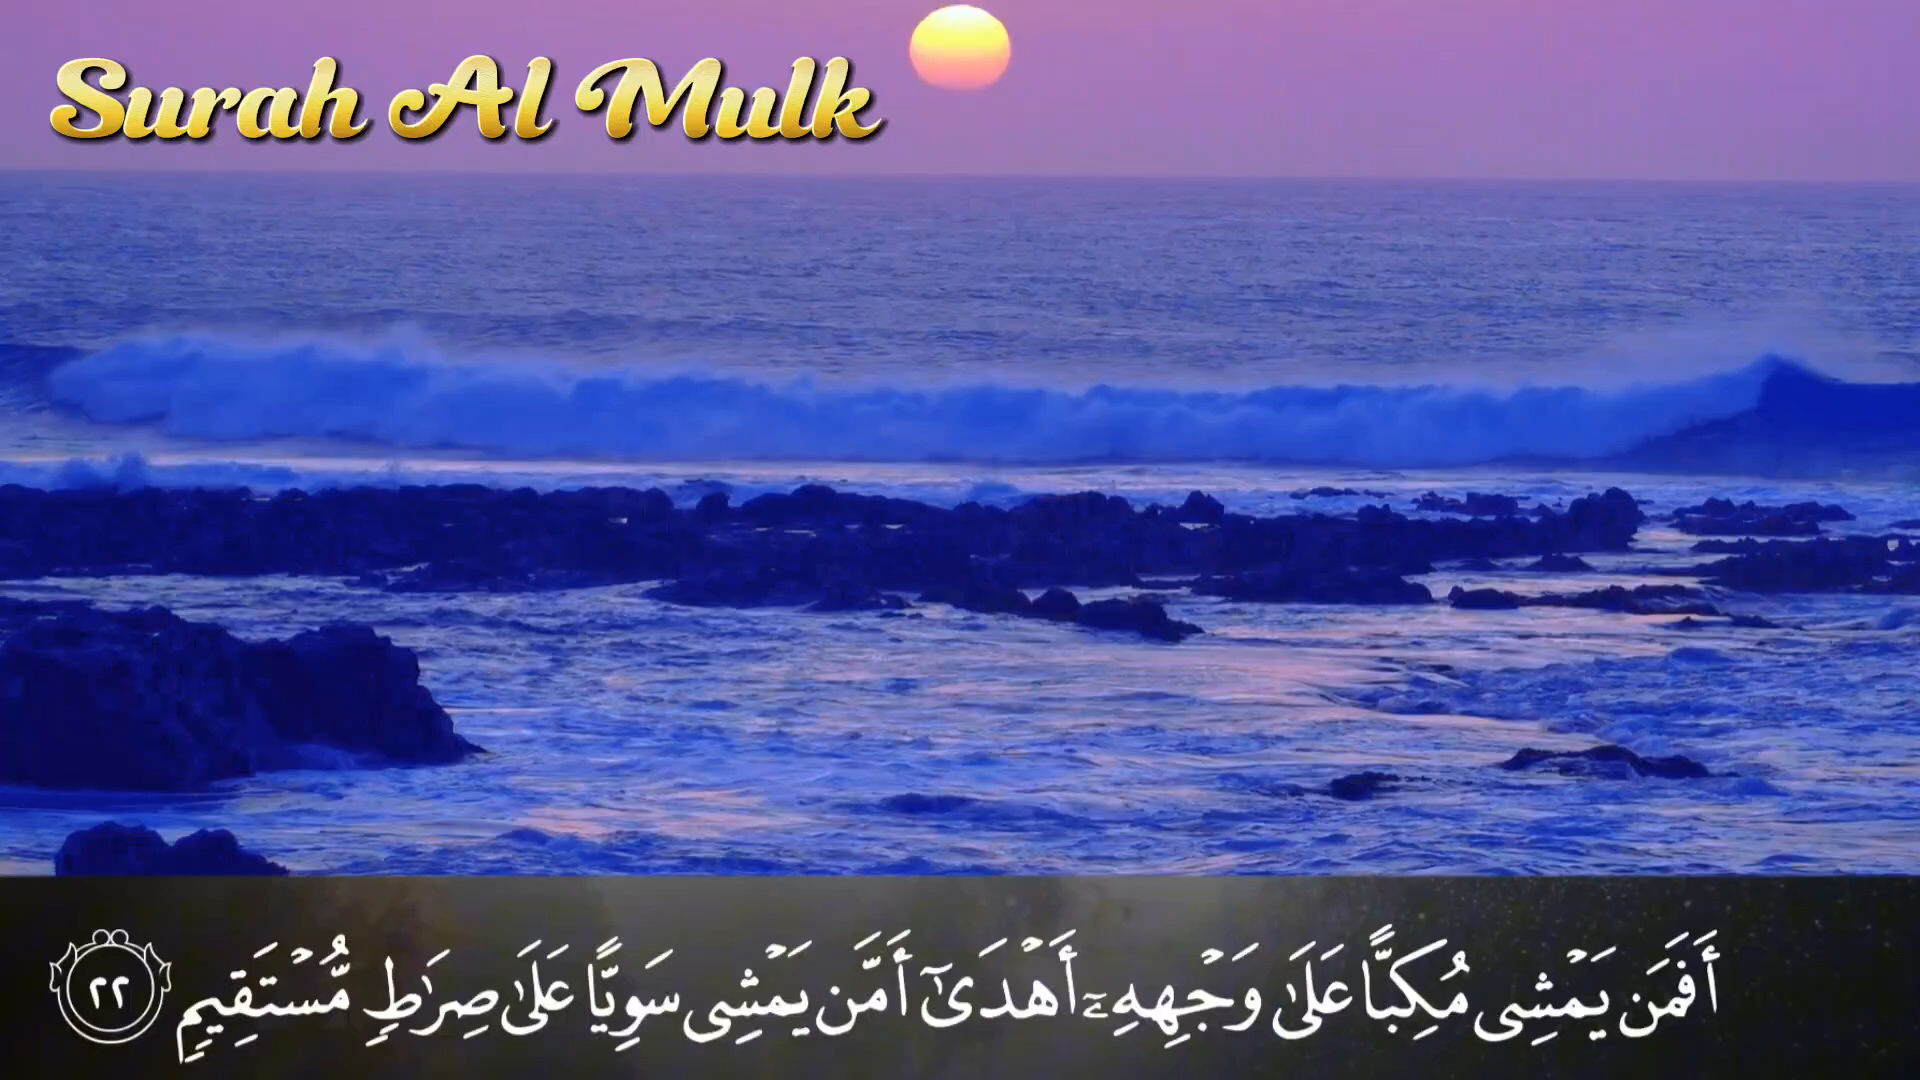 Surah Al Mulk
أَفَمَن يَمۡشِي مُكِبًّا عَلَىٰ وَجۡهِهِۦٓ أَهۡدَىٰٓ أَمَّن يَمۡشِي سَوِيًّا عَلَىٰ صِرَٰطٍ مُّسۡتَقِيمٍ ٢٢